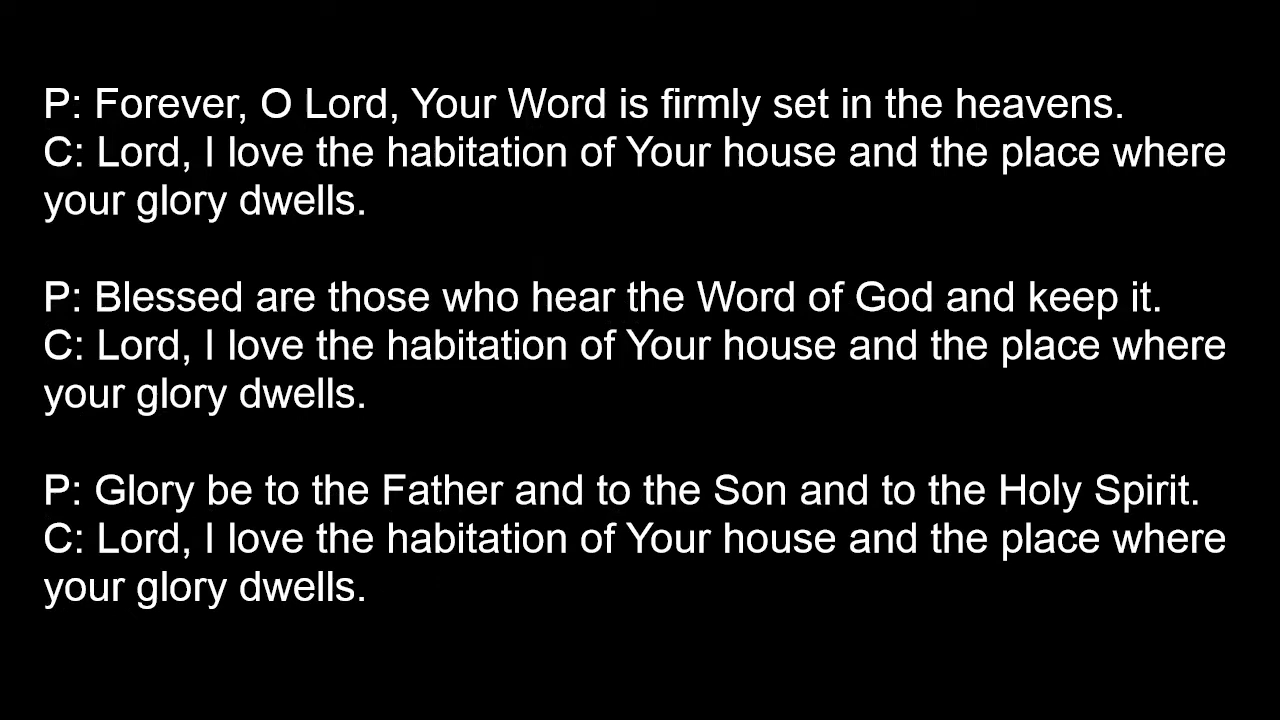 P: Forever, O Lord, Your Word is firmly set in the heavens.
C: Lord, I love the habitation of Your house and the place where
your glory dwells.
P: Blessed are those who hear the Word of God and keep it.
C: Lord, I love the habitation of Your house and the place where
your glory dwells.
P: Glory be to the Father and to the Son and to the Holy Spirit.
C: Lord, I love the habitation of Your house and the place where
your glory dwells.